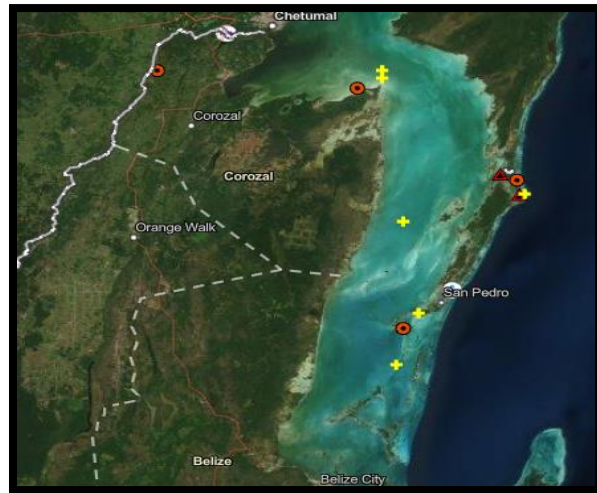 Chetumal
Corozal
Corozal
Orange Walk
San Pedro
Belize
Belize City